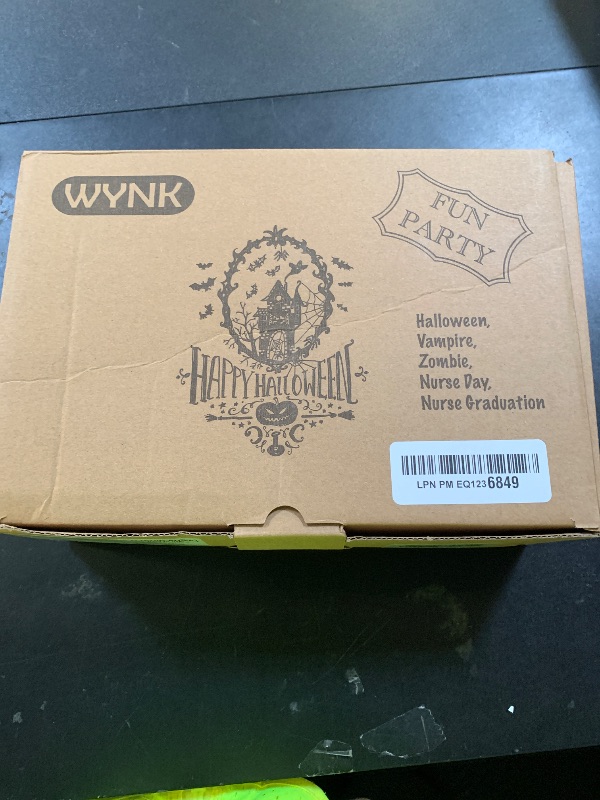 WYNK
FUN
PARTY
HAPPY HALLOWEEN
Halloween,
Vampire,
Zombie,
Nurse Day,
Nurse Graduation
LPN PM EQ1236849